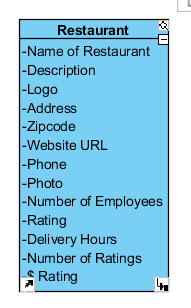 Restaurant
-Name of Restaurant
-Description
-Logo
-Address
-Zipcode
-Website URL
-Phone
-Photo
-Number of Employees
-Rating
-Delivery Hours
-Number of Ratings
$ Rating